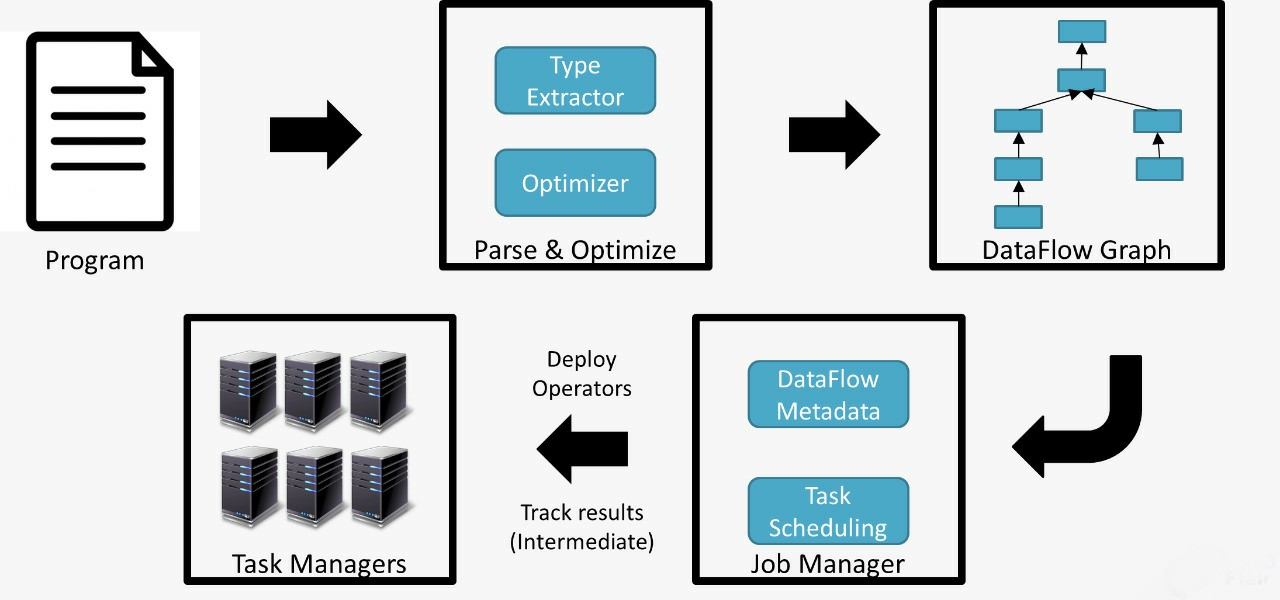 Type
Extractor
Optimizer
Parse & Optimize
DataFlow Graph
Program
Deploy
Operators
Track results
(Intermediate)
Task Managers
DataFlow
Metadata
Task
Scheduling
Job Manager